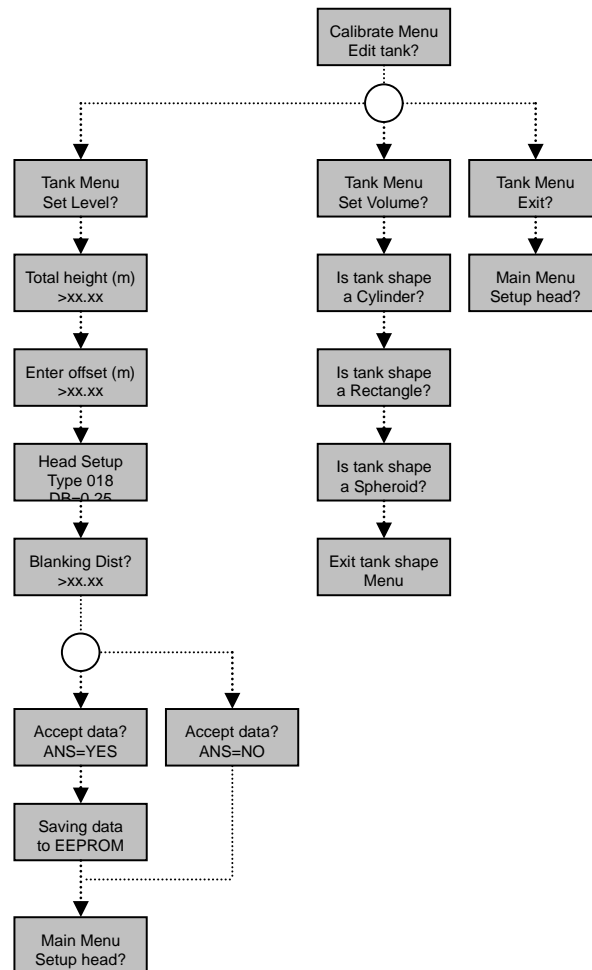 Calibrate Menu
Edit tank?
Tank Menu
Set Level?
Tank Menu
Set Volume?
Tank Menu
Exit?
Total height (m)
>xx.xx
Is tank shape
a Cylinder?
Main Menu
Setup head?
Enter offset (m)
>xx.xx
Is tank shape
a Rectangle?
Head Setup
Type 018
DB=0.25
Is tank shape
a Spheroid?
Blanking Dist?
>xx.xx
Exit tank shape
Menu
Accept data?
ANS=YES
Accept data?
ANS=NO
Saving data
to EEPROM
Main Menu
Setup head?